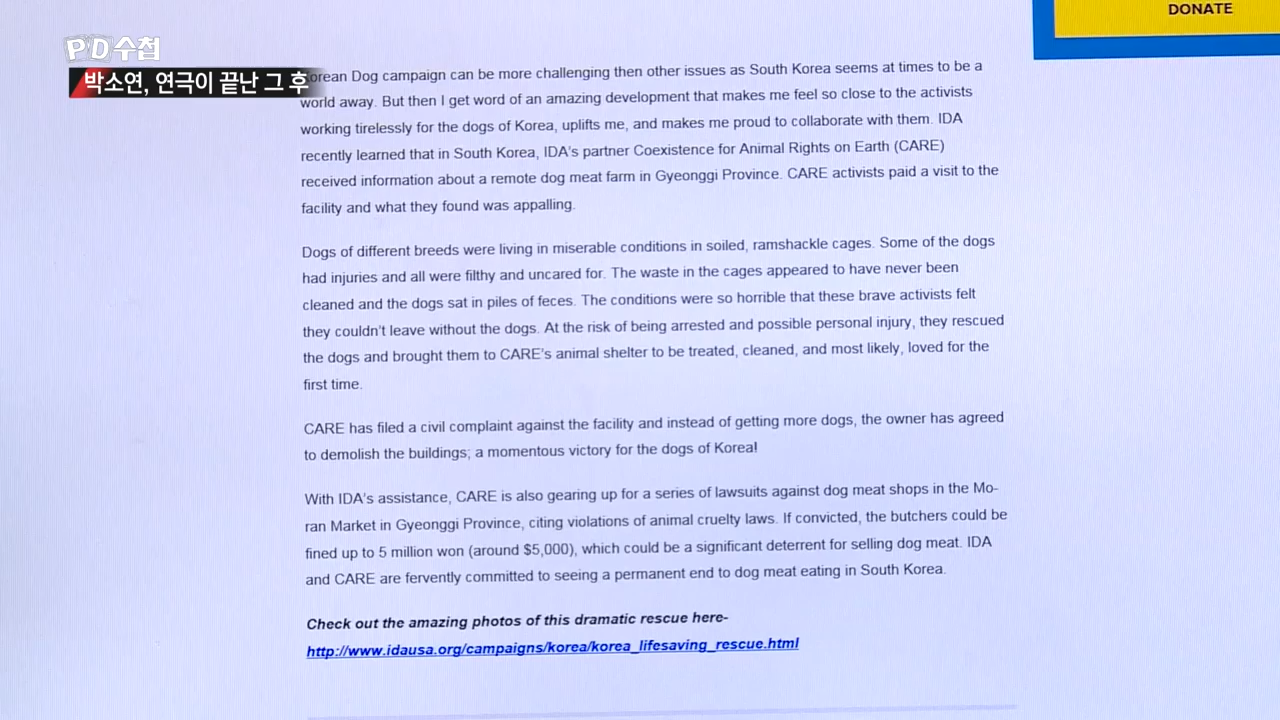 DONATE
PD수첩
박소연, 연극이 끝난 그 후
orean Dog campaign can be more challenging then other issues as South Korea seems at times to be a
world away. But then I get word of an amazing development that makes me feel so close to the activists
working tirelessly for the dogs of Korea, uplifts me, and makes me proud to collaborate with them. IDA
recently learned that in South Korea, IDA's partner Coexistence for Animal Rights on Earth (CARE)
received information about a remote dog meat farm in Gyeonggi Province. CARE activists paid a visit to the
facility and what they found was appalling.
Dogs of different breeds were living in miserable conditions in soiled, ramshackle cages. Some of the dogs
had injuries and all were filthy and uncared for. The waste in the cages appeared to have never been
cleaned and the dogs sat in piles of feces. The conditions were so horrible that these brave activists felt
they couldn't leave without the dogs. At the risk of being arrested and possible personal injury, they rescued
the dogs and brought them to CARE's animal shelter to be treated, cleaned, and most likely, loved for the
first time.
CARE has filed a civil complaint against the facility and instead of getting more dogs, the owner has agreed
to demolish the buildings; a momentous victory for the dogs of Korea!
With IDA's assistance, CARE is also gearing up for a series of lawsuits against dog meat shops in the Mo-
ran Market in Gyeonggi Province, citing violations of animal cruelty laws. If convicted, the butchers could be
fined up to 5 million won (around $5,000), which could be a significant deterrent for selling dog meat. IDA
and CARE are fervently committed to seeing a permanent end to dog meat eating in South Korea.
Check out the amazing photos of this dramatic rescue here-
http://www.idausa.org/campaigns/korea/korea_lifesaving_rescue.html